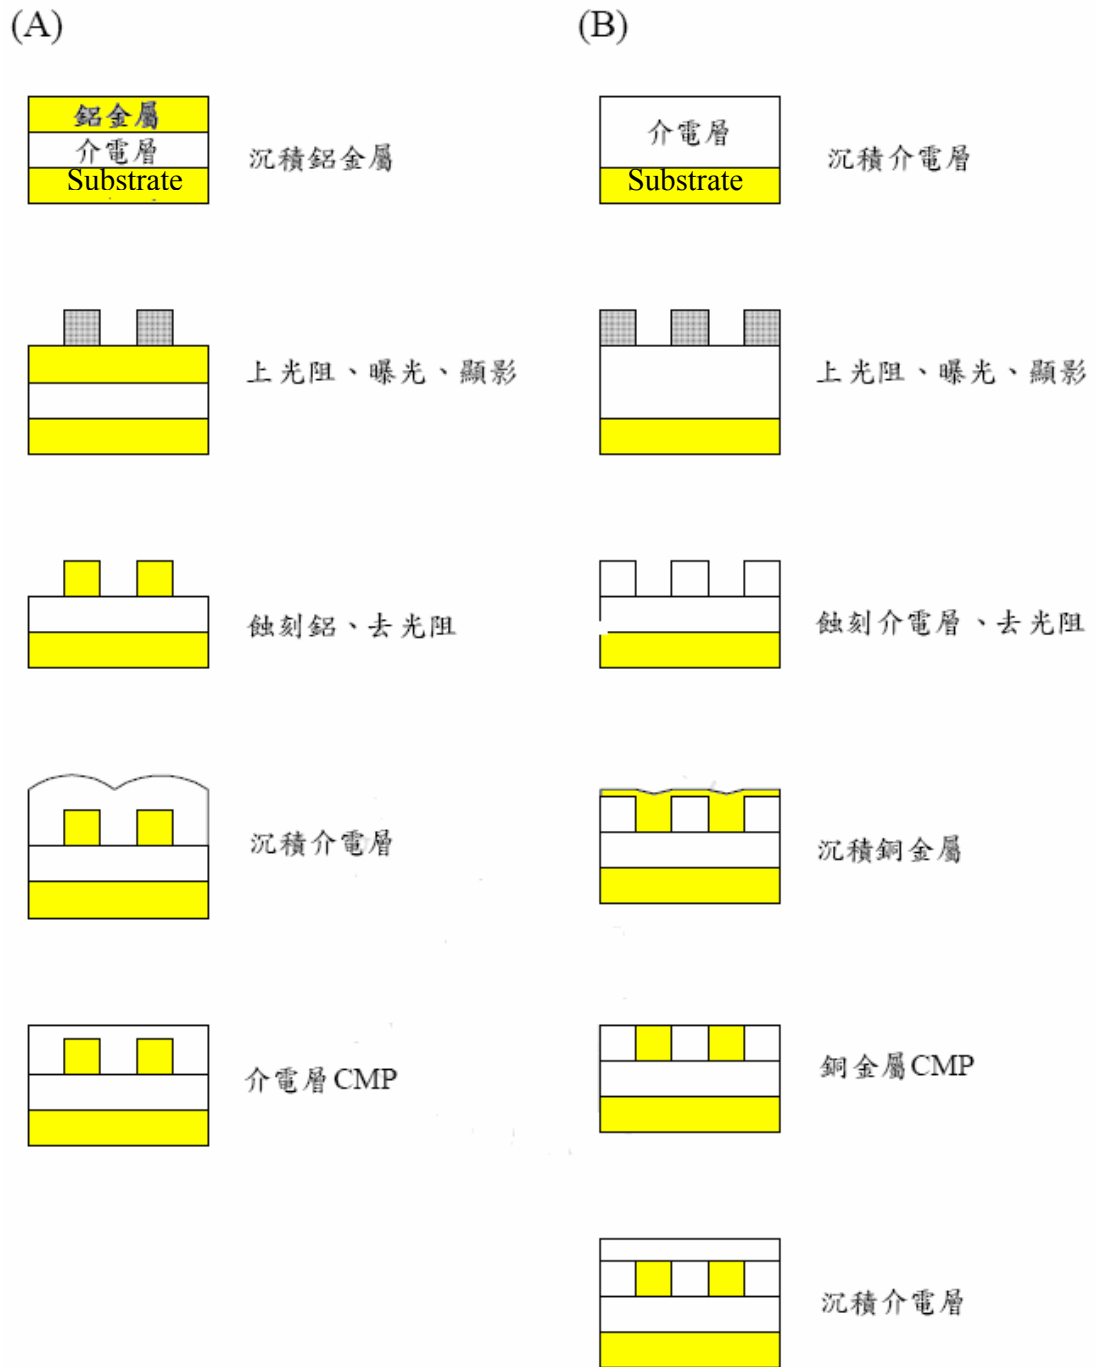 (A)
鋁金屬
介電層
Substrate
沉積鋁金屬
上光阻、曝光、顯影
蝕刻鋁、去光阻
沉積介電層
介電層CMP
(B)
介電層
Substrate
沉積介電層
上光阻、曝光、顯影
蝕刻介電層、去光阻
沉積銅金屬
銅金屬CMP
沉積介電層